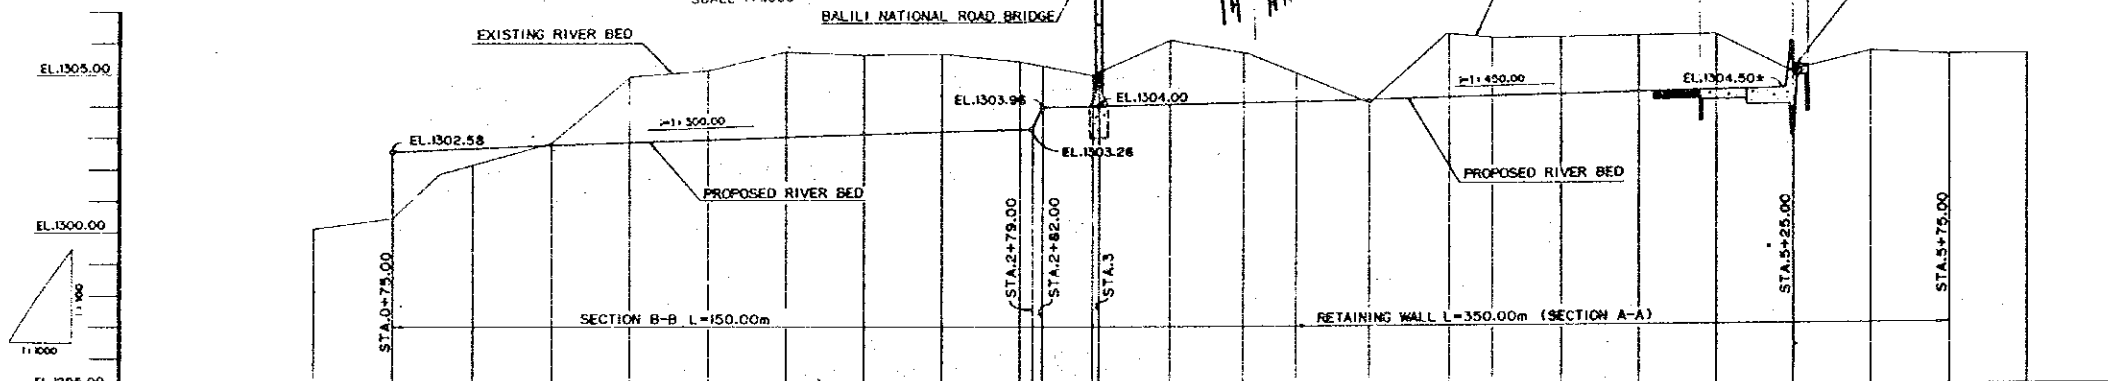 BALILI NATIONAL ROAD BRIDGE
EXISTING RIVER BED
EL.1305.00
EL.1304.50±
i=1:450.00
EL.1303.96
EL.1304.00
i=1:300.00
EL.1302.58
EL.1303.26
PROPOSED RIVER BED
PROPOSED RIVER BED
EL.1300.00
STA.0+75.00
STA.2+79.00
STA.2+82.00
STA.3
STA.5+25.00
STA.5+75.00
1:100
SECTION B-B L=150.00m
RETAINING WALL L=350.00m (SECTION A-A)
1:1000